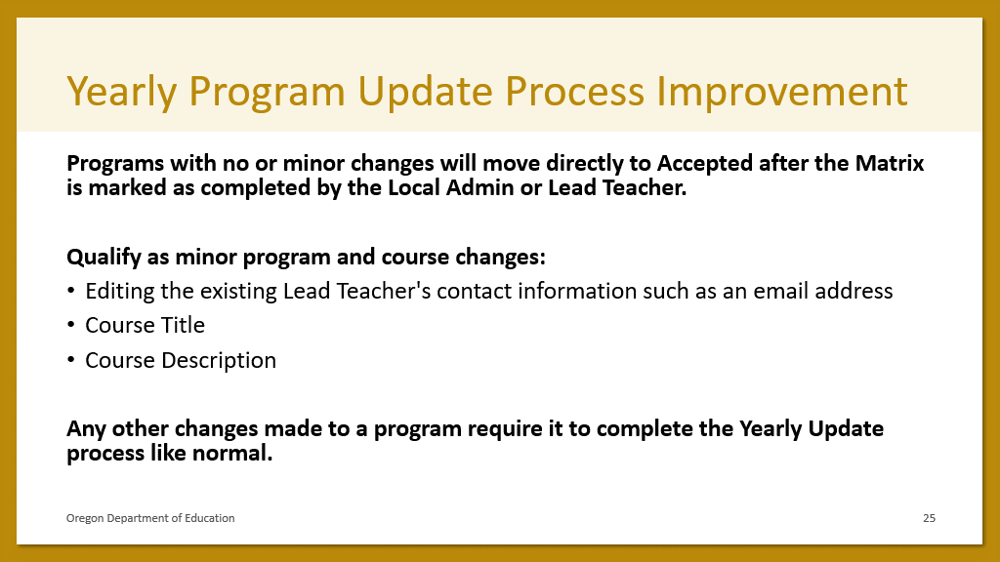 Yearly Program Update Process Improvement
Programs with no or minor changes will move directly to Accepted after the Matrix
is marked as completed by the Local Admin or Lead Teacher.
Qualify as minor program and course changes:
• Editing the existing Lead Teacher's contact information such as an email address
• Course Title
• Course Description
Any other changes made to a program require it to complete the Yearly Update
process like normal.
Oregon Department of Education
25